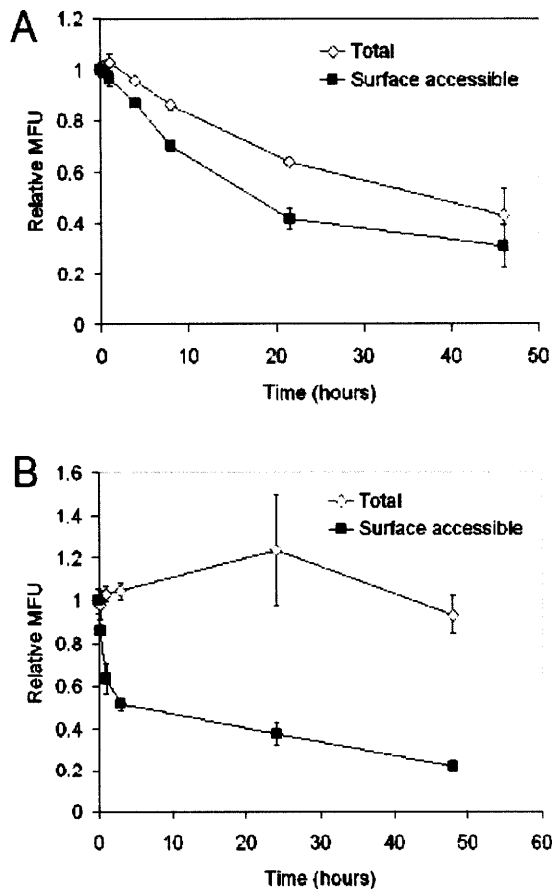 A
1.2
1
0.8
0.6
0.4
0.2
0
Relative MFU
Total
Surface accessible
0 10 20 30 40 50
Time (hours)
B
1.6
1.4
1.2
1
0.8
0.6
0.4
0.2
0
Relative MFU
Total
Surface accessible
0 10 20 30 40 50 60
Time (hours)